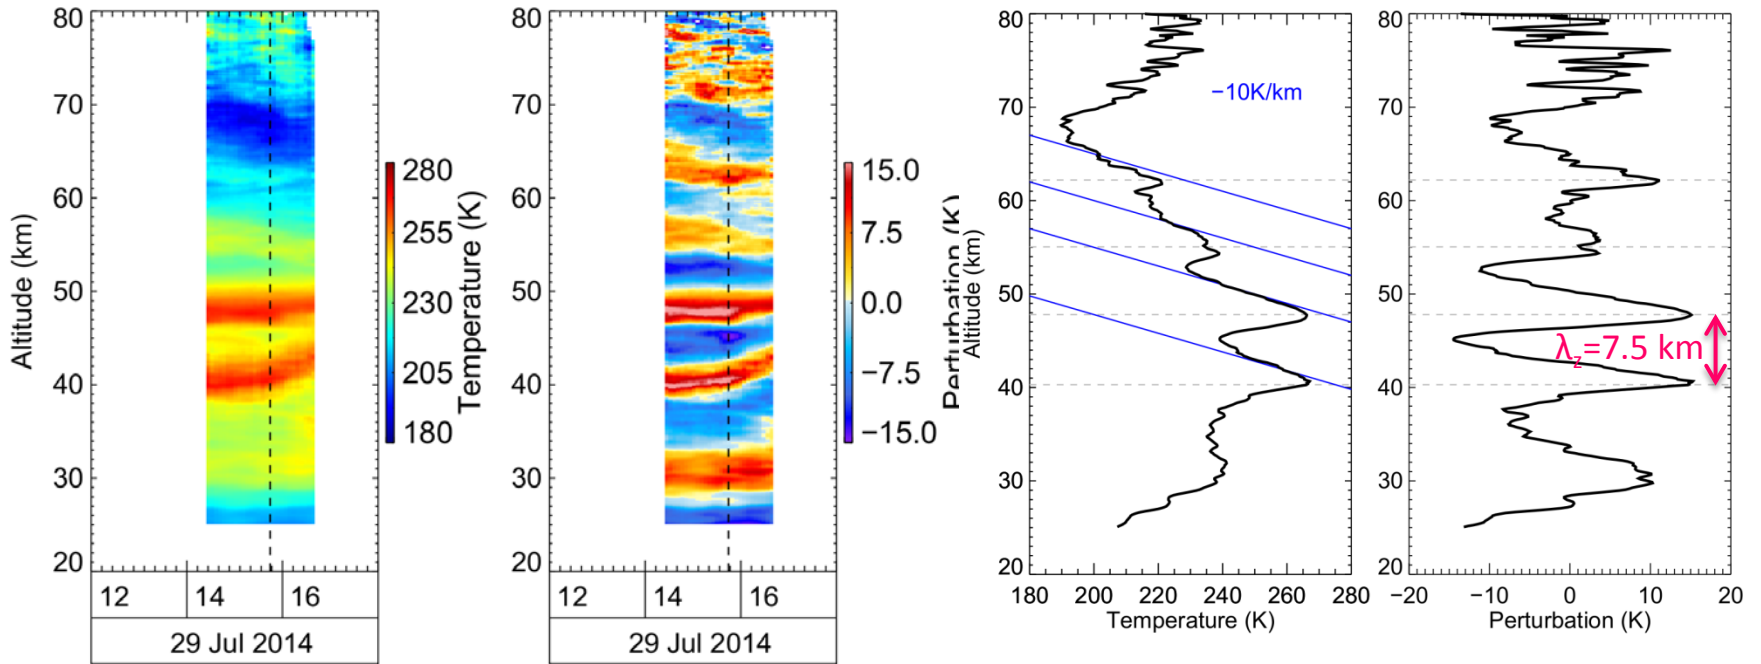 80
70
60
50
40
30
20
Altitude (km)
12 14 16
29 Jul 2014
280
255
230
205
180
Temperature (K)
80
70
60
50
40
30
20
12 14 16
29 Jul 2014
15.0
7.5
0.0
−7.5
−15.0
Perturbation (K)
80
70
60
50
40
30
20
Altitude (km)
−10K/km
180 200 220 240 260 280
Temperature (K)
80
70
60
50
40
30
20
λz=7.5 km
−20 −10 0 10 20
Perturbation (K)